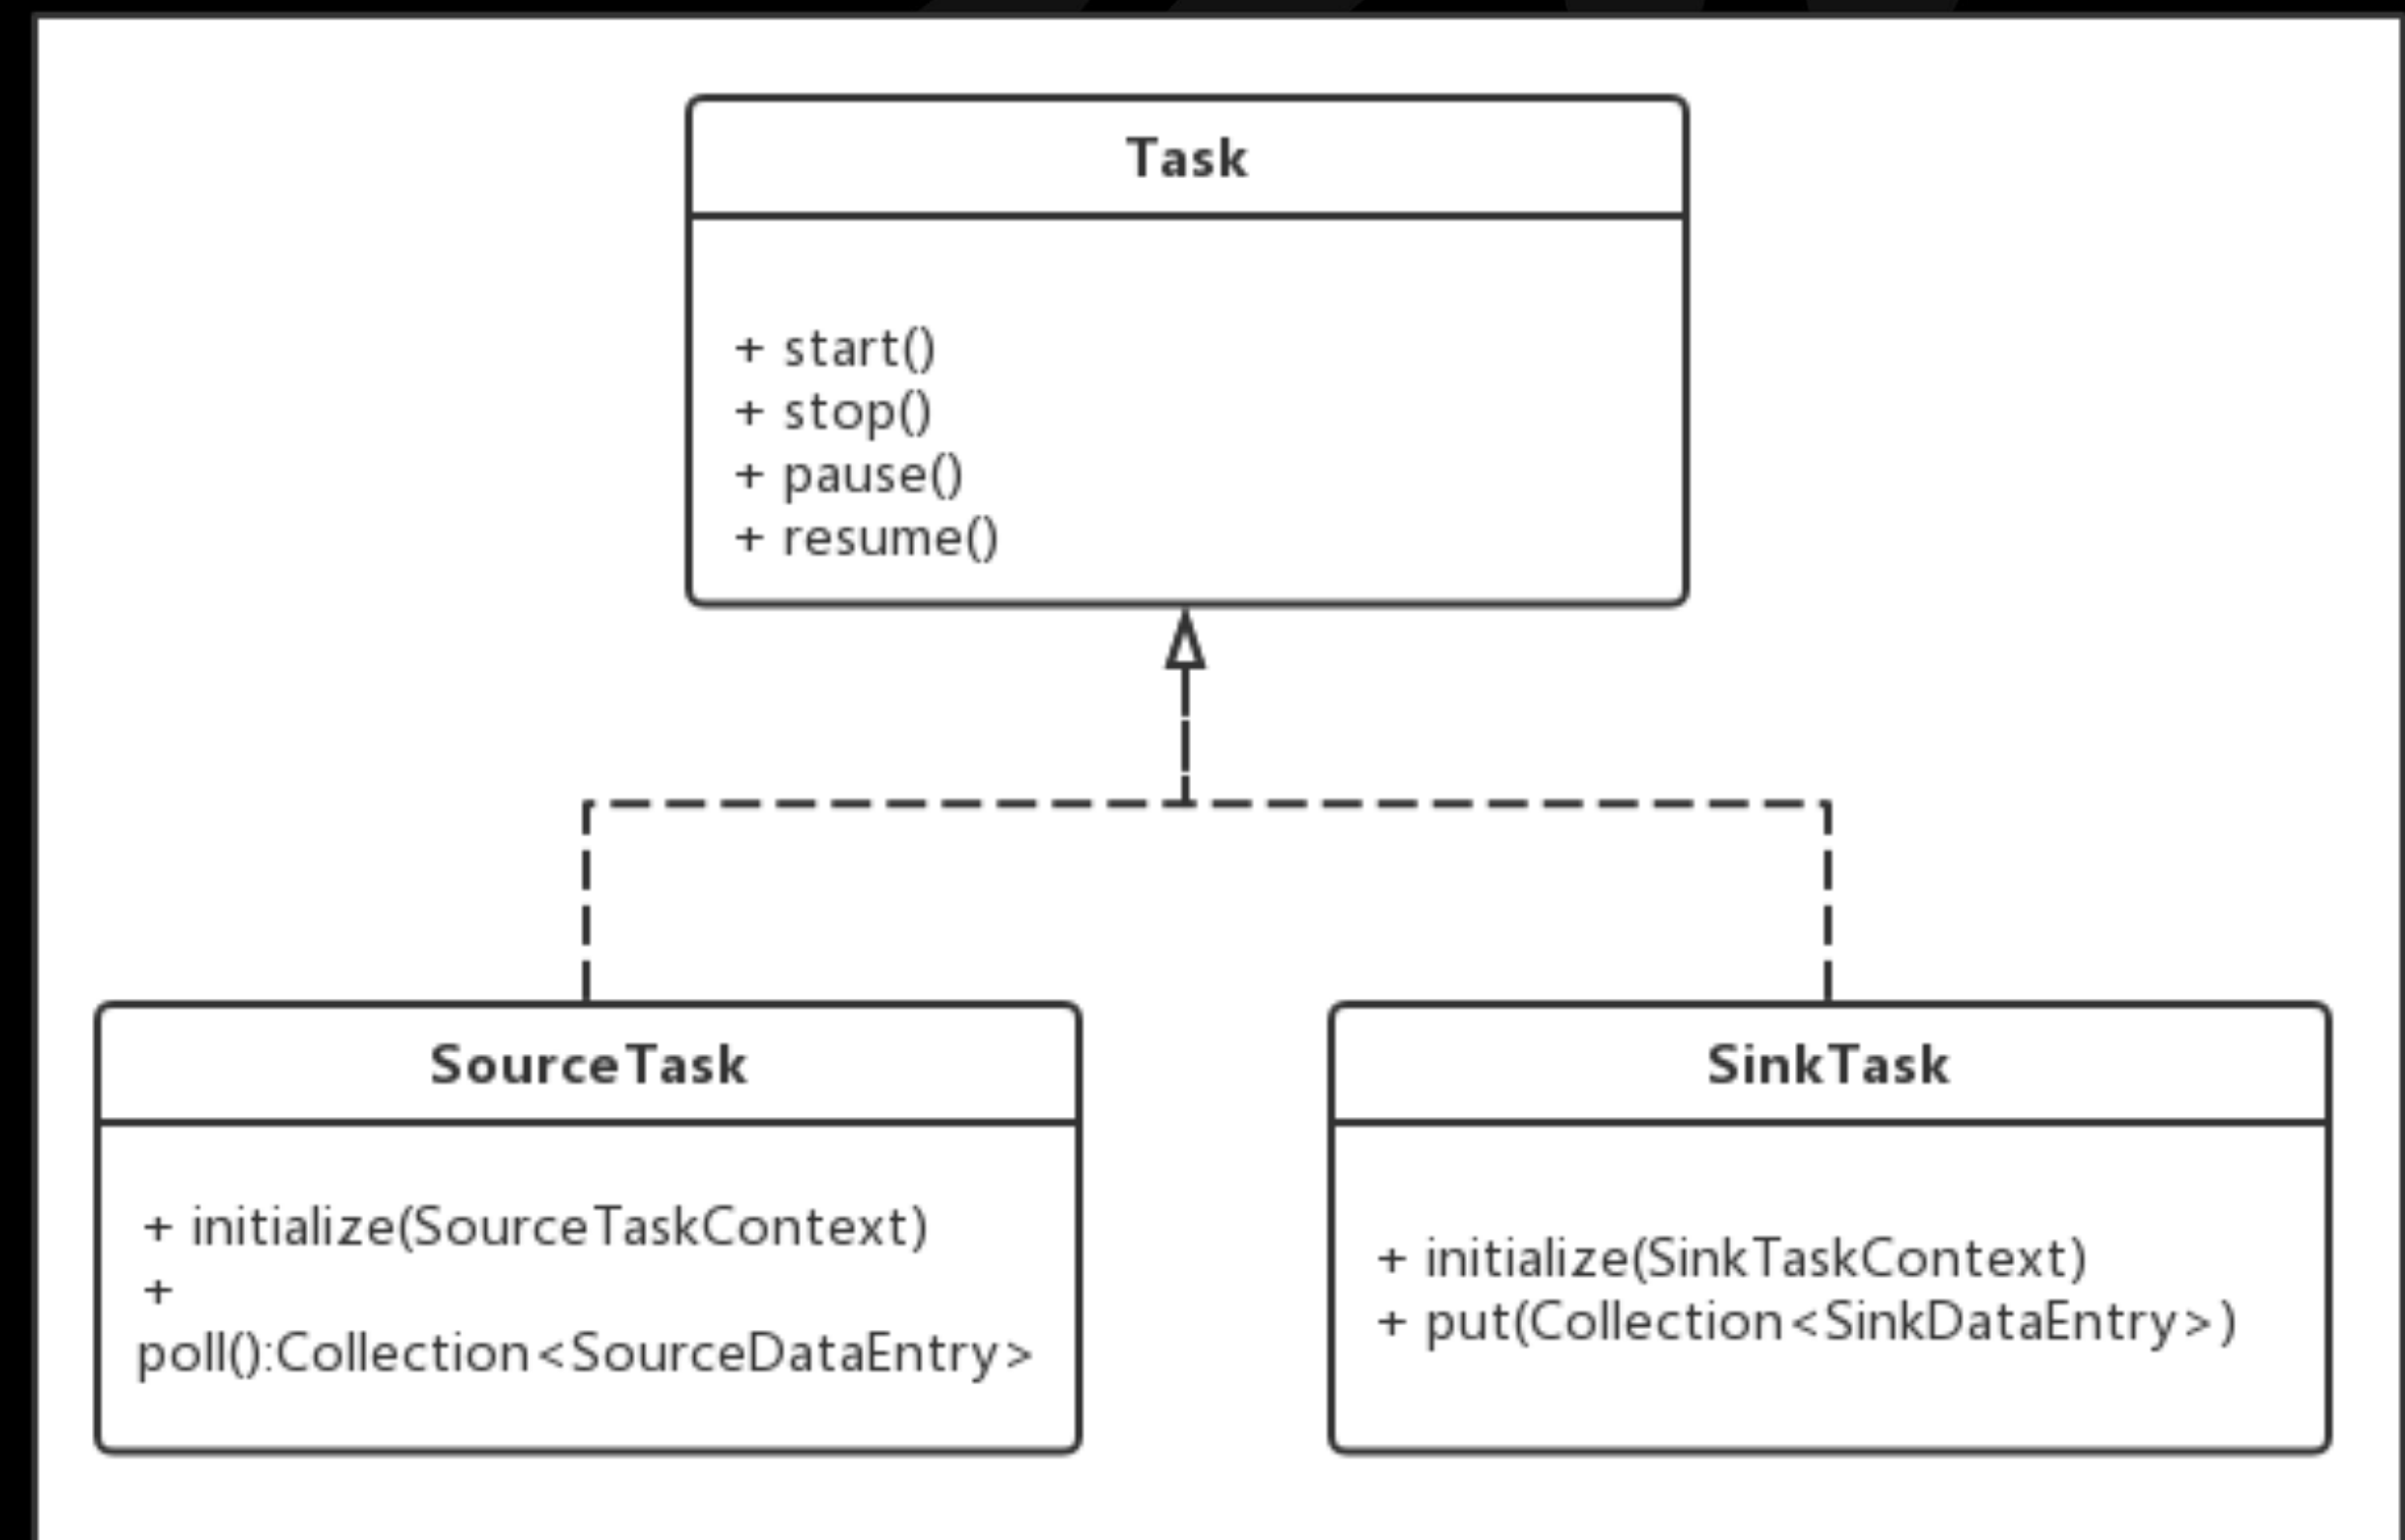 Task
+ start()
+ stop()
+ pause()
+ resume()
SourceTask
+ initialize(SourceTaskContext)
+
poll():Collection<SourceDataEntry>
SinkTask
+ initialize(SinkTaskContext)
+ put(Collection<SinkDataEntry>)